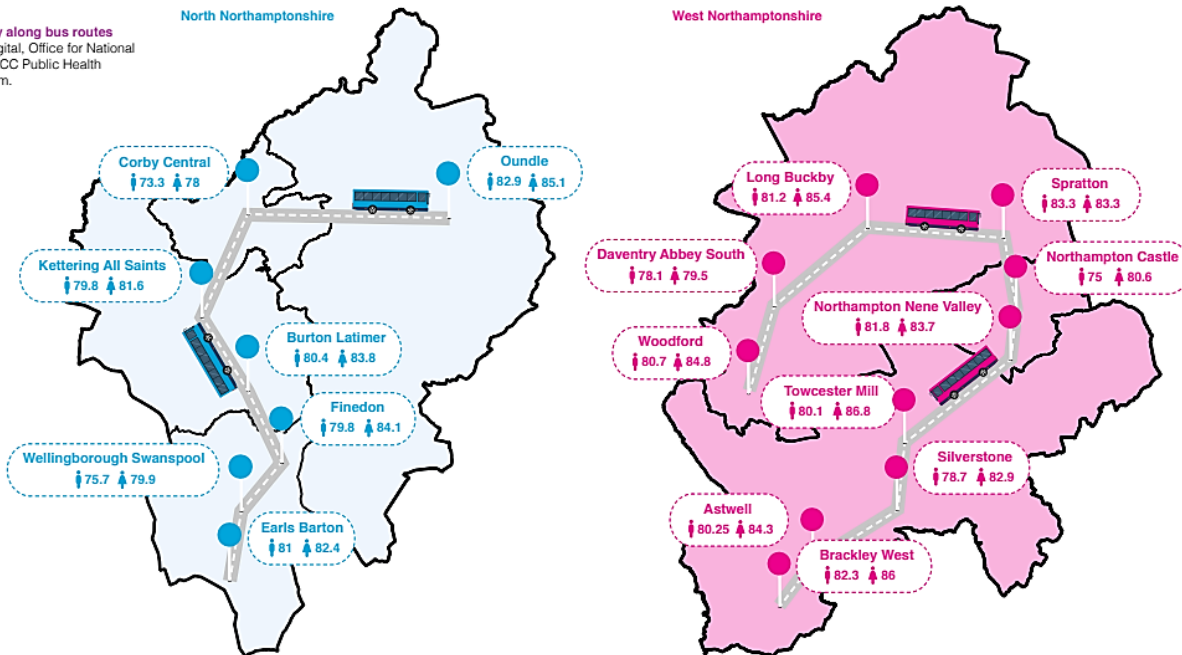 North Northamptonshire
West Northamptonshire
along bus routes
Office for National
CC Public Health
Corby Central
73.3 78
Oundle
82.9 85.1
Kettering All Saints
79.8 81.6
Burton Latimer
80.4 83.8
Finedon
79.8 84.1
Wellingborough Swanspool
75.7 79.9
Earls Barton
81 82.4
Long Buckby
81.2 85.4
Spratton
83.3 83.3
Daventry Abbey South
78.1 79.5
Northampton Castle
75 80.6
Northampton Nene Valley
81.8 83.7
Woodford
80.7 84.8
Towcester Mill
80.1 86.8
Silverstone
78.7 82.9
Astwell
80.25 84.3
Brackley West
82.3 86